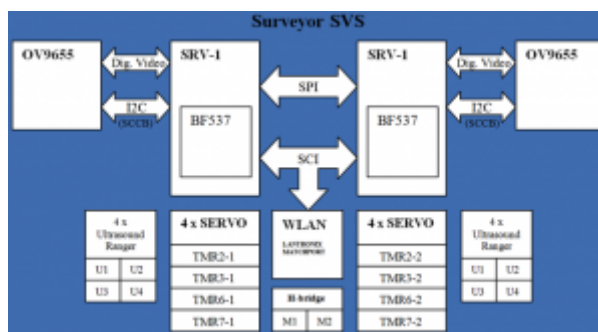 Surveyor SVS
OV9655
Dig. Video
I2C
(SCCB)
SRV-1
BF537
SPI
SCI
SRV-1
BF537
Dig. Video
I2C
(SCCB)
OV9655
4 x
Ultrasound
Ranger
U1 U2
U3 U4
4 x SERVO
TMR2-1
TMR3-1
TMR6-1
TMR7-1
WLAN
LANTRONIX
MATCHPORT
H-bridge
M1 M2
4 x SERVO
TMR2-2
TMR3-2
TMR6-2
TMR7-2
4 x
Ultrasound
Ranger
U1 U2
U3 U4